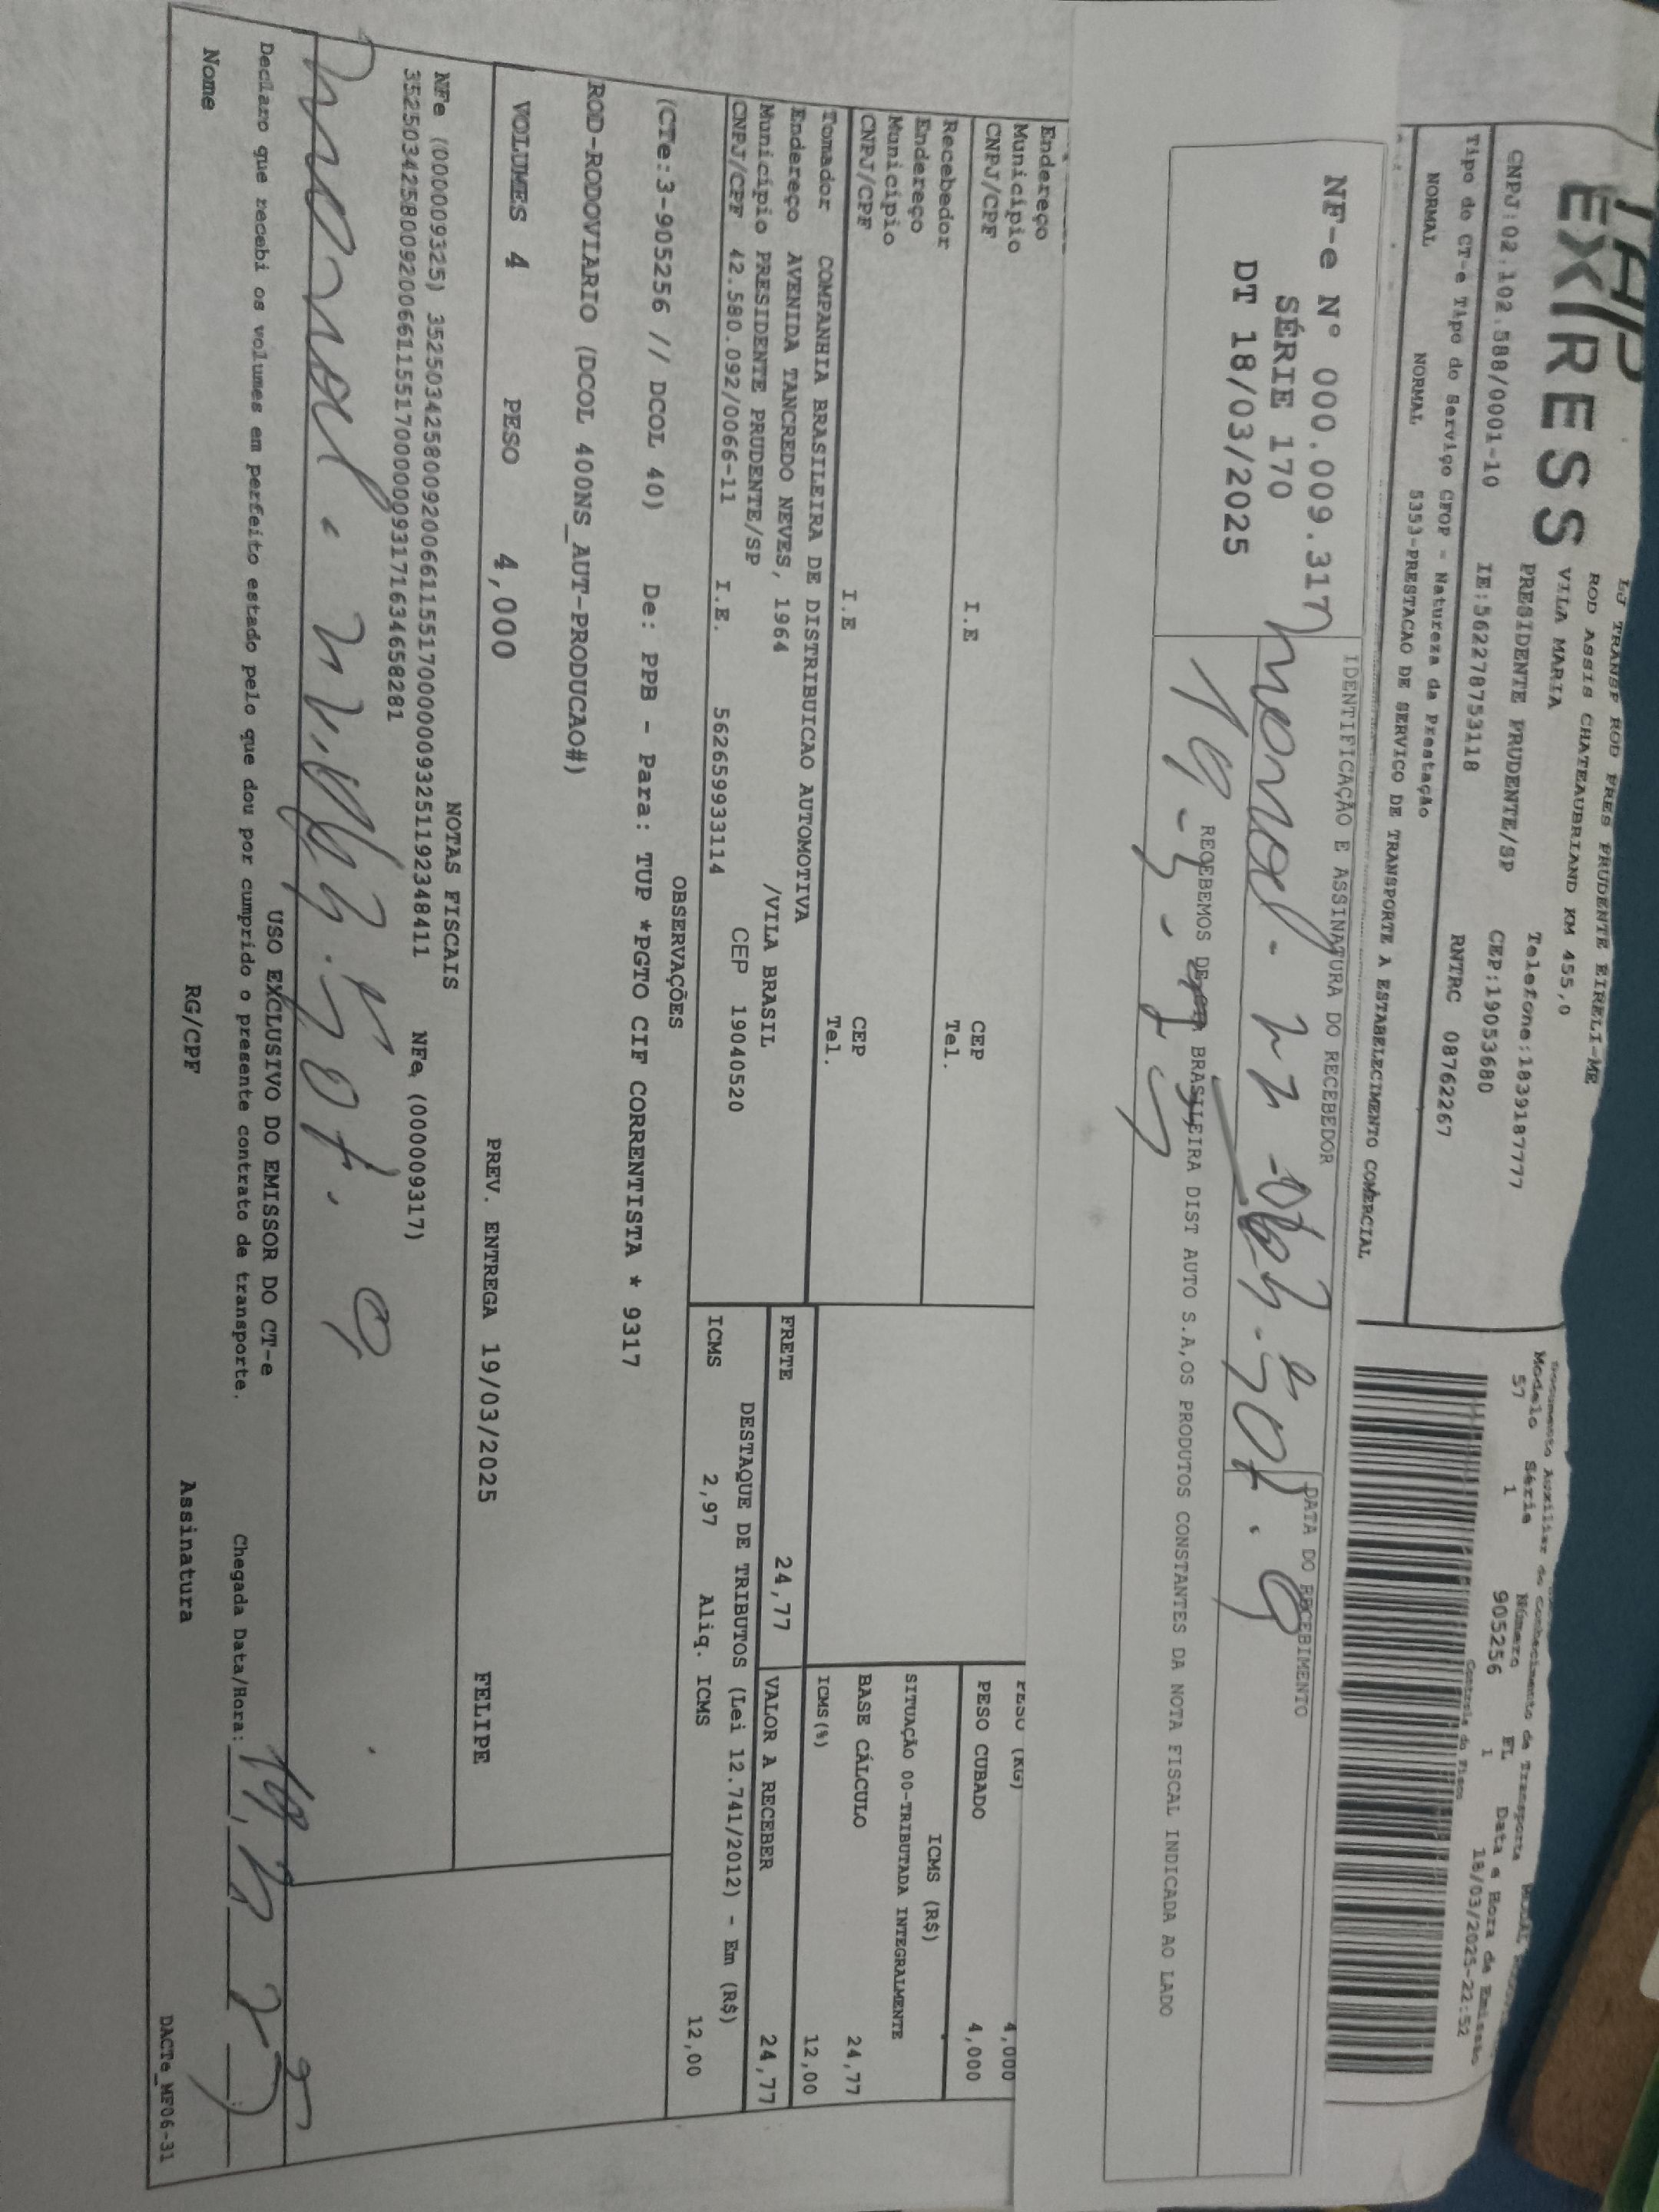 EXPRESS
LJ TRANSP ROD PRES PRUDENTE EIRELI-ME
ROD ASSIS CHATEAUBRIAND KM 455,0
VILA MARIA
PRESIDENTE PRUDENTE/SP Telefone:1839187777
CNPJ:02.102.588/0001-10 IE:562278753118 CEP:19053680
RNTRC 08762267
Tipo do CT-e Tipo do Serviço CFOP - Natureza da Prestação
NORMAL NORMAL 5353-PRESTACAO DE SERVICO DE TRANSPORTE A ESTABELECIMENTO COMERCIAL
Documento Auxiliar do Conhecimento de Transporte
Modelo Série Número FL Data e Hora de Emissão
57 1 905256 1 18/03/2025-22:52
Controle do Fisco
NF-e Nº 000.009.317
SÉRIE 170
DT 18/03/2025
IDENTIFICAÇÃO E ASSINATURA DO RECEBEDOR
DATA DO RECEBIMENTO
RECEBEMOS DE BRASILEIRA DIST AUTO S.A,OS PRODUTOS CONSTANTES DA NOTA FISCAL INDICADA AO LADO
Endereço
Município CEP
CNPJ/CPF I.E Tel.
Recebedor
Endereço
Município CEP
CNPJ/CPF I.E Tel.
PESO (KG) 4,000
PESO CUBADO 4,000
ICMS (R$)
SITUAÇÃO 00-TRIBUTADA INTEGRALMENTE
BASE CÁLCULO 24,77
ICMS(%) 12,00
Tomador COMPANHIA BRASILEIRA DE DISTRIBUICAO AUTOMOTIVA
Endereço AVENIDA TANCREDO NEVES, 1964 /VILA BRASIL
Município PRESIDENTE PRUDENTE/SP CEP 19040520
CNPJ/CPF 42.580.092/0066-11 I.E. 562659933114
FRETE 24,77 VALOR A RECEBER 24,77
DESTAQUE DE TRIBUTOS (Lei 12.741/2012) - Em (R$)
ICMS 2,97 Aliq. ICMS 12,00
OBSERVAÇÕES
(CTe:3-905256 // DCOL 40) De: PPB - Para: TUP *PGTO CIF CORRENTISTA * 9317
ROD-RODOVIARIO (DCOL 400NS_AUT-PRODUCAO#)
VOLUMES 4 PESO 4,000 PREV. ENTREGA 19/03/2025 FELIPE
NOTAS FISCAIS
NFe (000009325) 35250342580092006611551700000093251192348411 NFe (000009317)
35250342580092006611551700000093171634658281
USO EXCLUSIVO DO EMISSOR DO CT-e
Declaro que recebi os volumes em perfeito estado pelo que dou por cumprido o presente contrato de transporte.
Chegada Data/Hora:
Nome RG/CPF Assinatura
DACTe_MF06-31